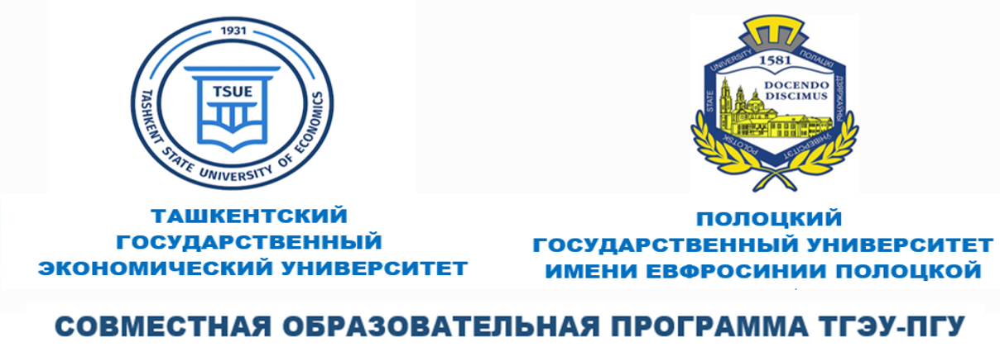 1931
TSUE
TASHKENT STATE UNIVERSITY OF ECONOMICS
ТАШКЕНТСКИЙ
ГОСУДАРСТВЕННЫЙ
ЭКОНОМИЧЕСКИЙ УНИВЕРСИТЕТ
1581
DOCENDO
DISCIMUS
POLOTSK STATE UNIVERSITY
ПОЛАЦКІ ДЗЯРЖАЎНЫ ЎНІВЕРСІТЭТ
ПОЛОЦКИЙ
ГОСУДАРСТВЕННЫЙ УНИВЕРСИТЕТ
ИМЕНИ ЕВФРОСИНИИ ПОЛОЦКОЙ
СОВМЕСТНАЯ ОБРАЗОВАТЕЛЬНАЯ ПРОГРАММА ТГЭУ-ПГУ